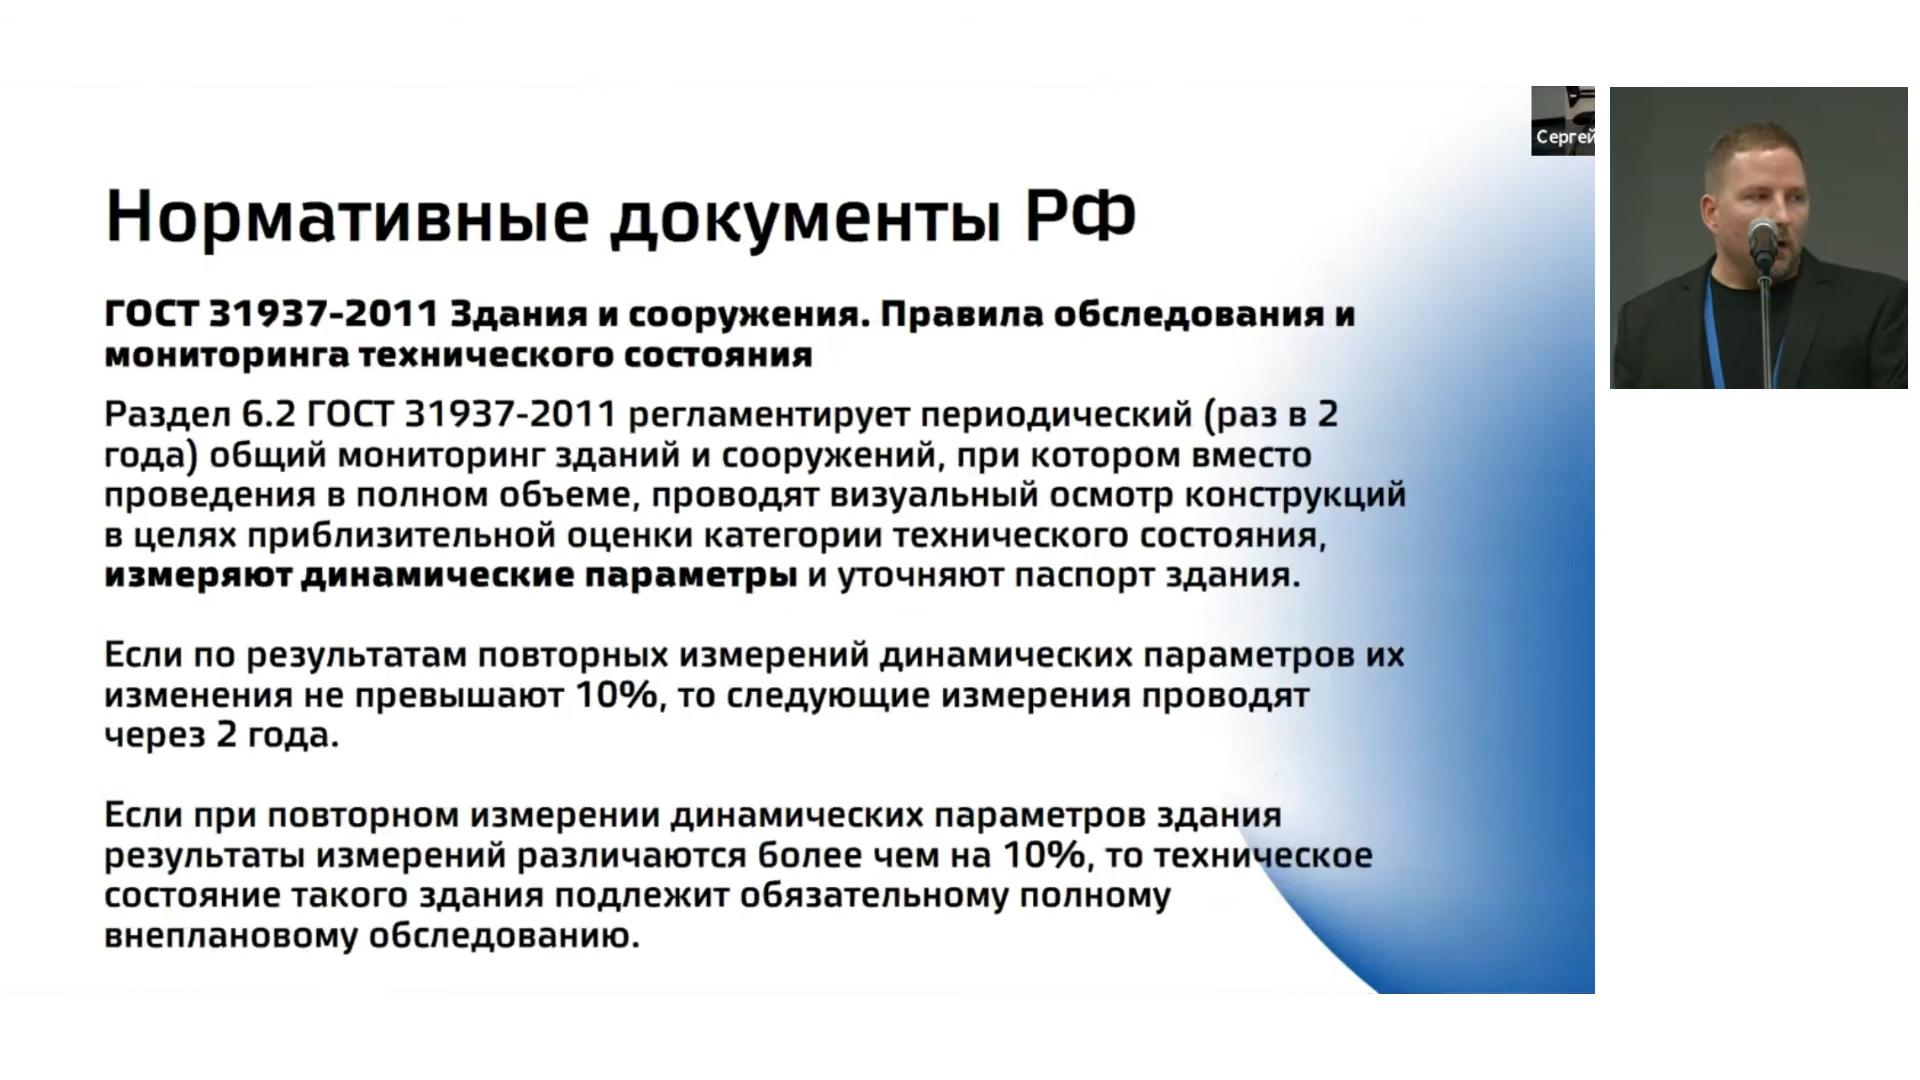 Сергей
Нормативные документы РФ
ГОСТ 31937-2011 Здания и сооружения. Правила обследования и
мониторинга технического состояния
Раздел 6.2 ГОСТ 31937-2011 регламентирует периодический (раз в 2
года) общий мониторинг зданий и сооружений, при котором вместо
проведения в полном объеме, проводят визуальный осмотр конструкций
в целях приблизительной оценки категории технического состояния,
измеряют динамические параметры и уточняют паспорт здания.
Если по результатам повторных измерений динамических параметров их
изменения не превышают 10%, то следующие измерения проводят
через 2 года.
Если при повторном измерении динамических параметров здания
результаты измерений различаются более чем на 10%, то техническое
состояние такого здания подлежит обязательному полному
внеплановому обследованию.